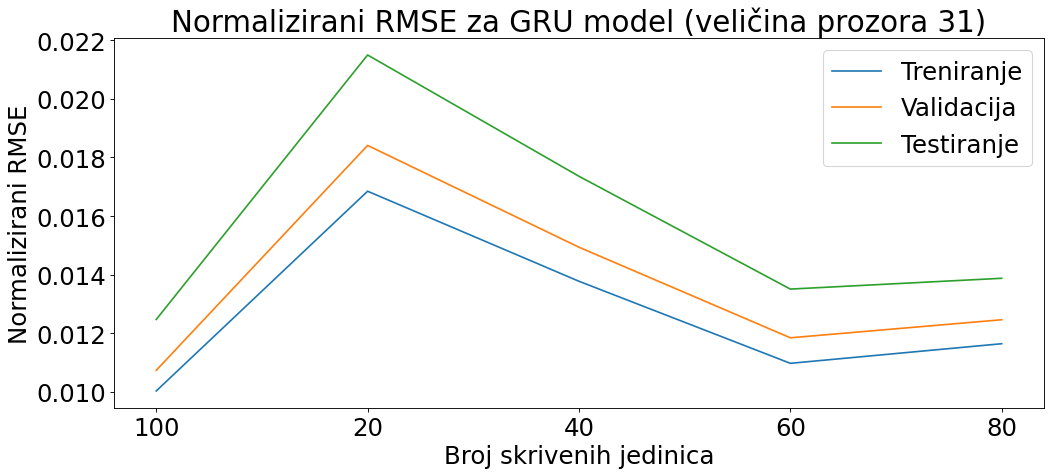 Normalizirani RMSE za GRU model (veličina prozora 31)
Normalizirani RMSE
0.022
0.020
0.018
0.016
0.014
0.012
0.010
Treniranje
Validacija
Testiranje
100 20 40 60 80
Broj skrivenih jedinica